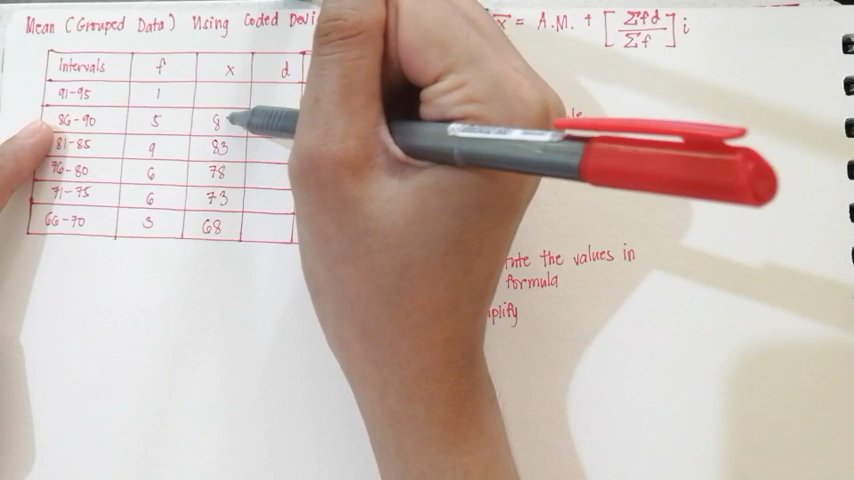 Mean (Grouped Data) Using Coded Devi
x̄ = A.M. + [Σfd / Σf] i
Intervals f x d
91-95 1
86-90 5 8
81-85 9 83
76-80 6 78
71-75 6 73
66-70 3 68
the values in
formula